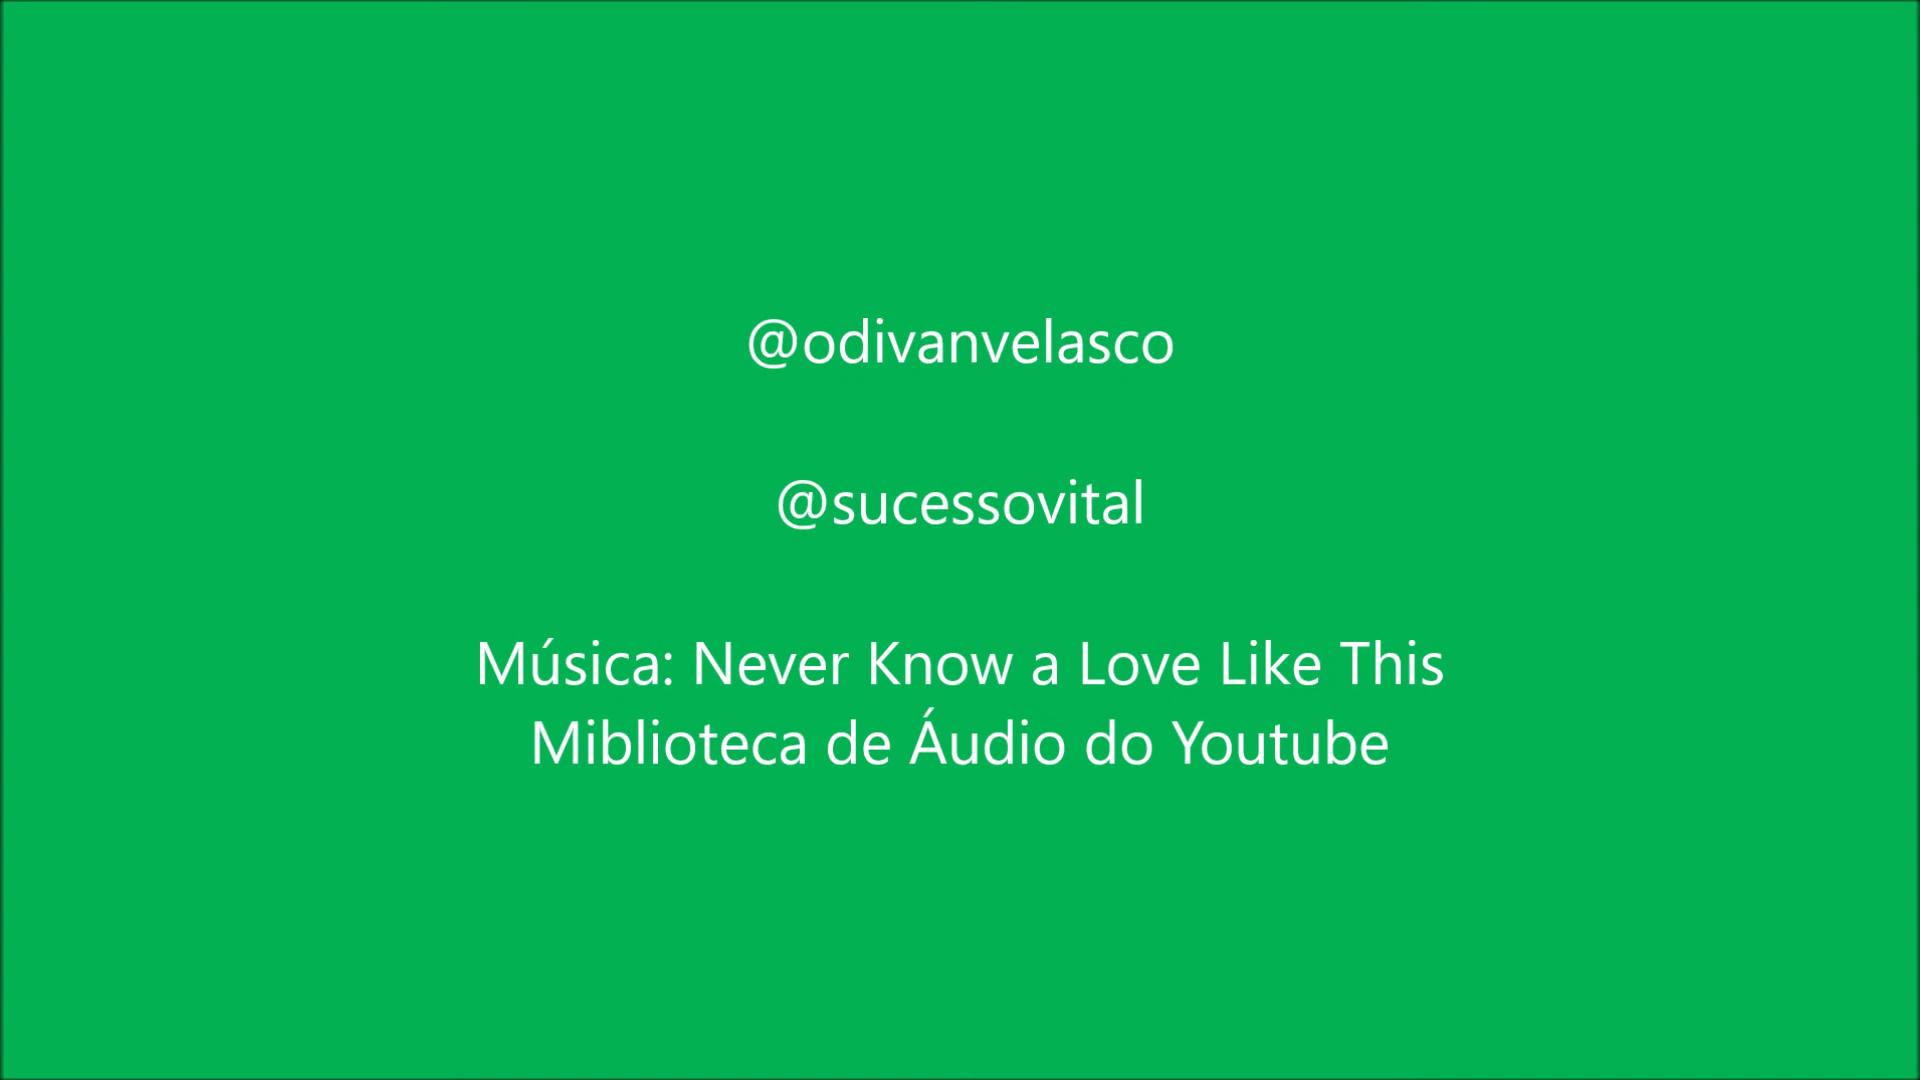 @odivanvelasco
@sucessovital
Música: Never Know a Love Like This
Miblioteca de Áudio do Youtube